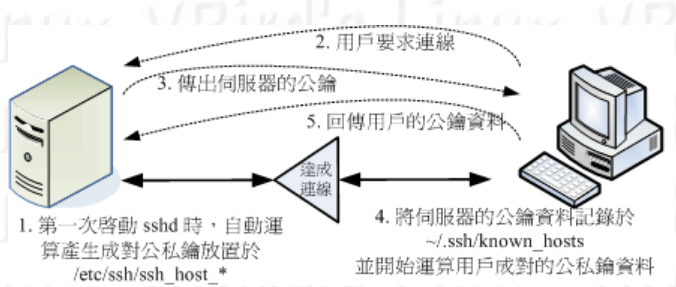 2. 用戶要求連線
3. 傳出伺服器的公鑰
5. 回傳用戶的公鑰資料
達成
連線
1. 第一次啟動 sshd 時，自動運
算產生成對公私鑰放置於
/etc/ssh/ssh_host_*
4. 將伺服器的公鑰資料記錄於
~/.ssh/known_hosts
並開始運算用戶成對的公私鑰資料